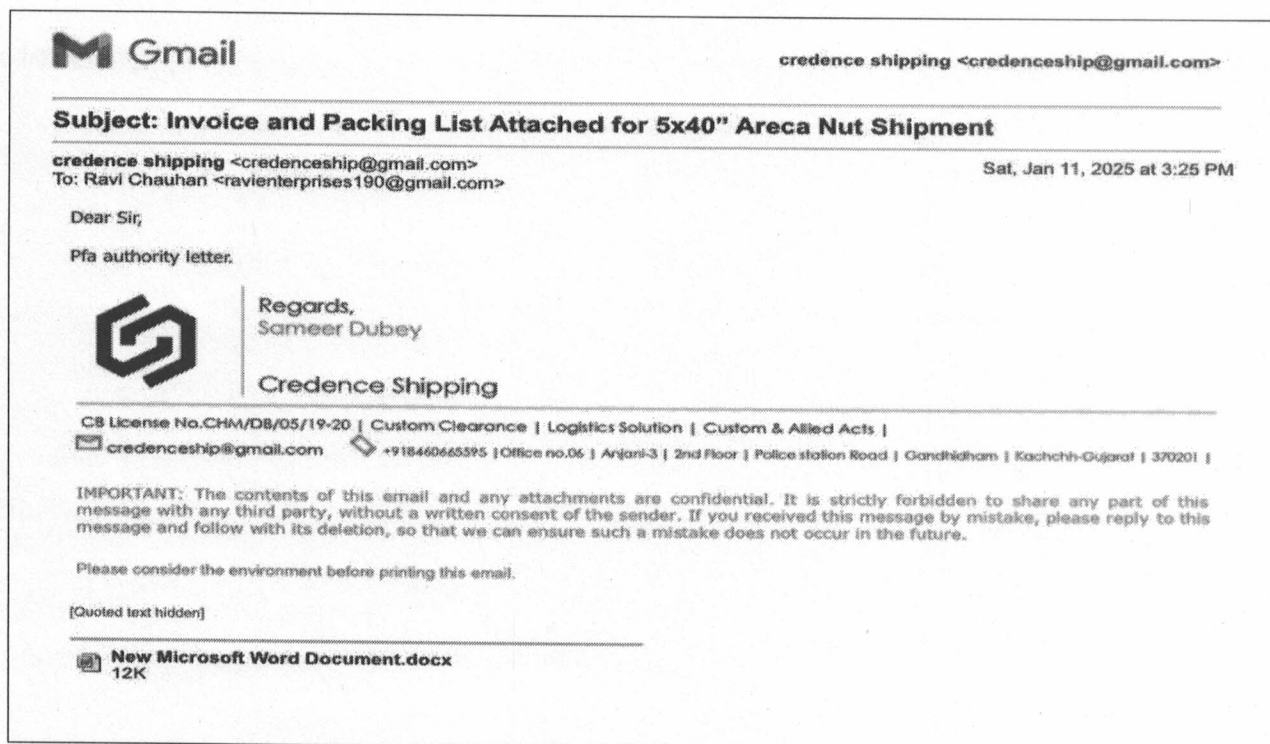 Gmail
credence shipping <credenceship@gmail.com>
Subject: Invoice and Packing List Attached for 5x40" Areca Nut Shipment
credence shipping <credenceship@gmail.com>
Sat, Jan 11, 2025 at 3:25 PM
To: Ravi Chauhan <ravienterprises190@gmail.com>
Dear Sir,
Pfa authority letter.
Regards,
Sameer Dubey
Credence Shipping
CB License No.CHM/DB/05/19-20 | Custom Clearance | Logistics Solution | Custom & Allied Acts |
credenceship@gmail.com +918460665595 |Office no.06 | Anjani-3 | 2nd Floor | Police station Road | Gandhidham | Kachchh-Gujarat | 370201 |
IMPORTANT: The contents of this email and any attachments are confidential. It is strictly forbidden to share any part of this
message with any third party, without a written consent of the sender. If you received this message by mistake, please reply to this
message and follow with its deletion, so that we can ensure such a mistake does not occur in the future.
Please consider the environment before printing this email.
[Quoted text hidden]
New Microsoft Word Document.docx
12K